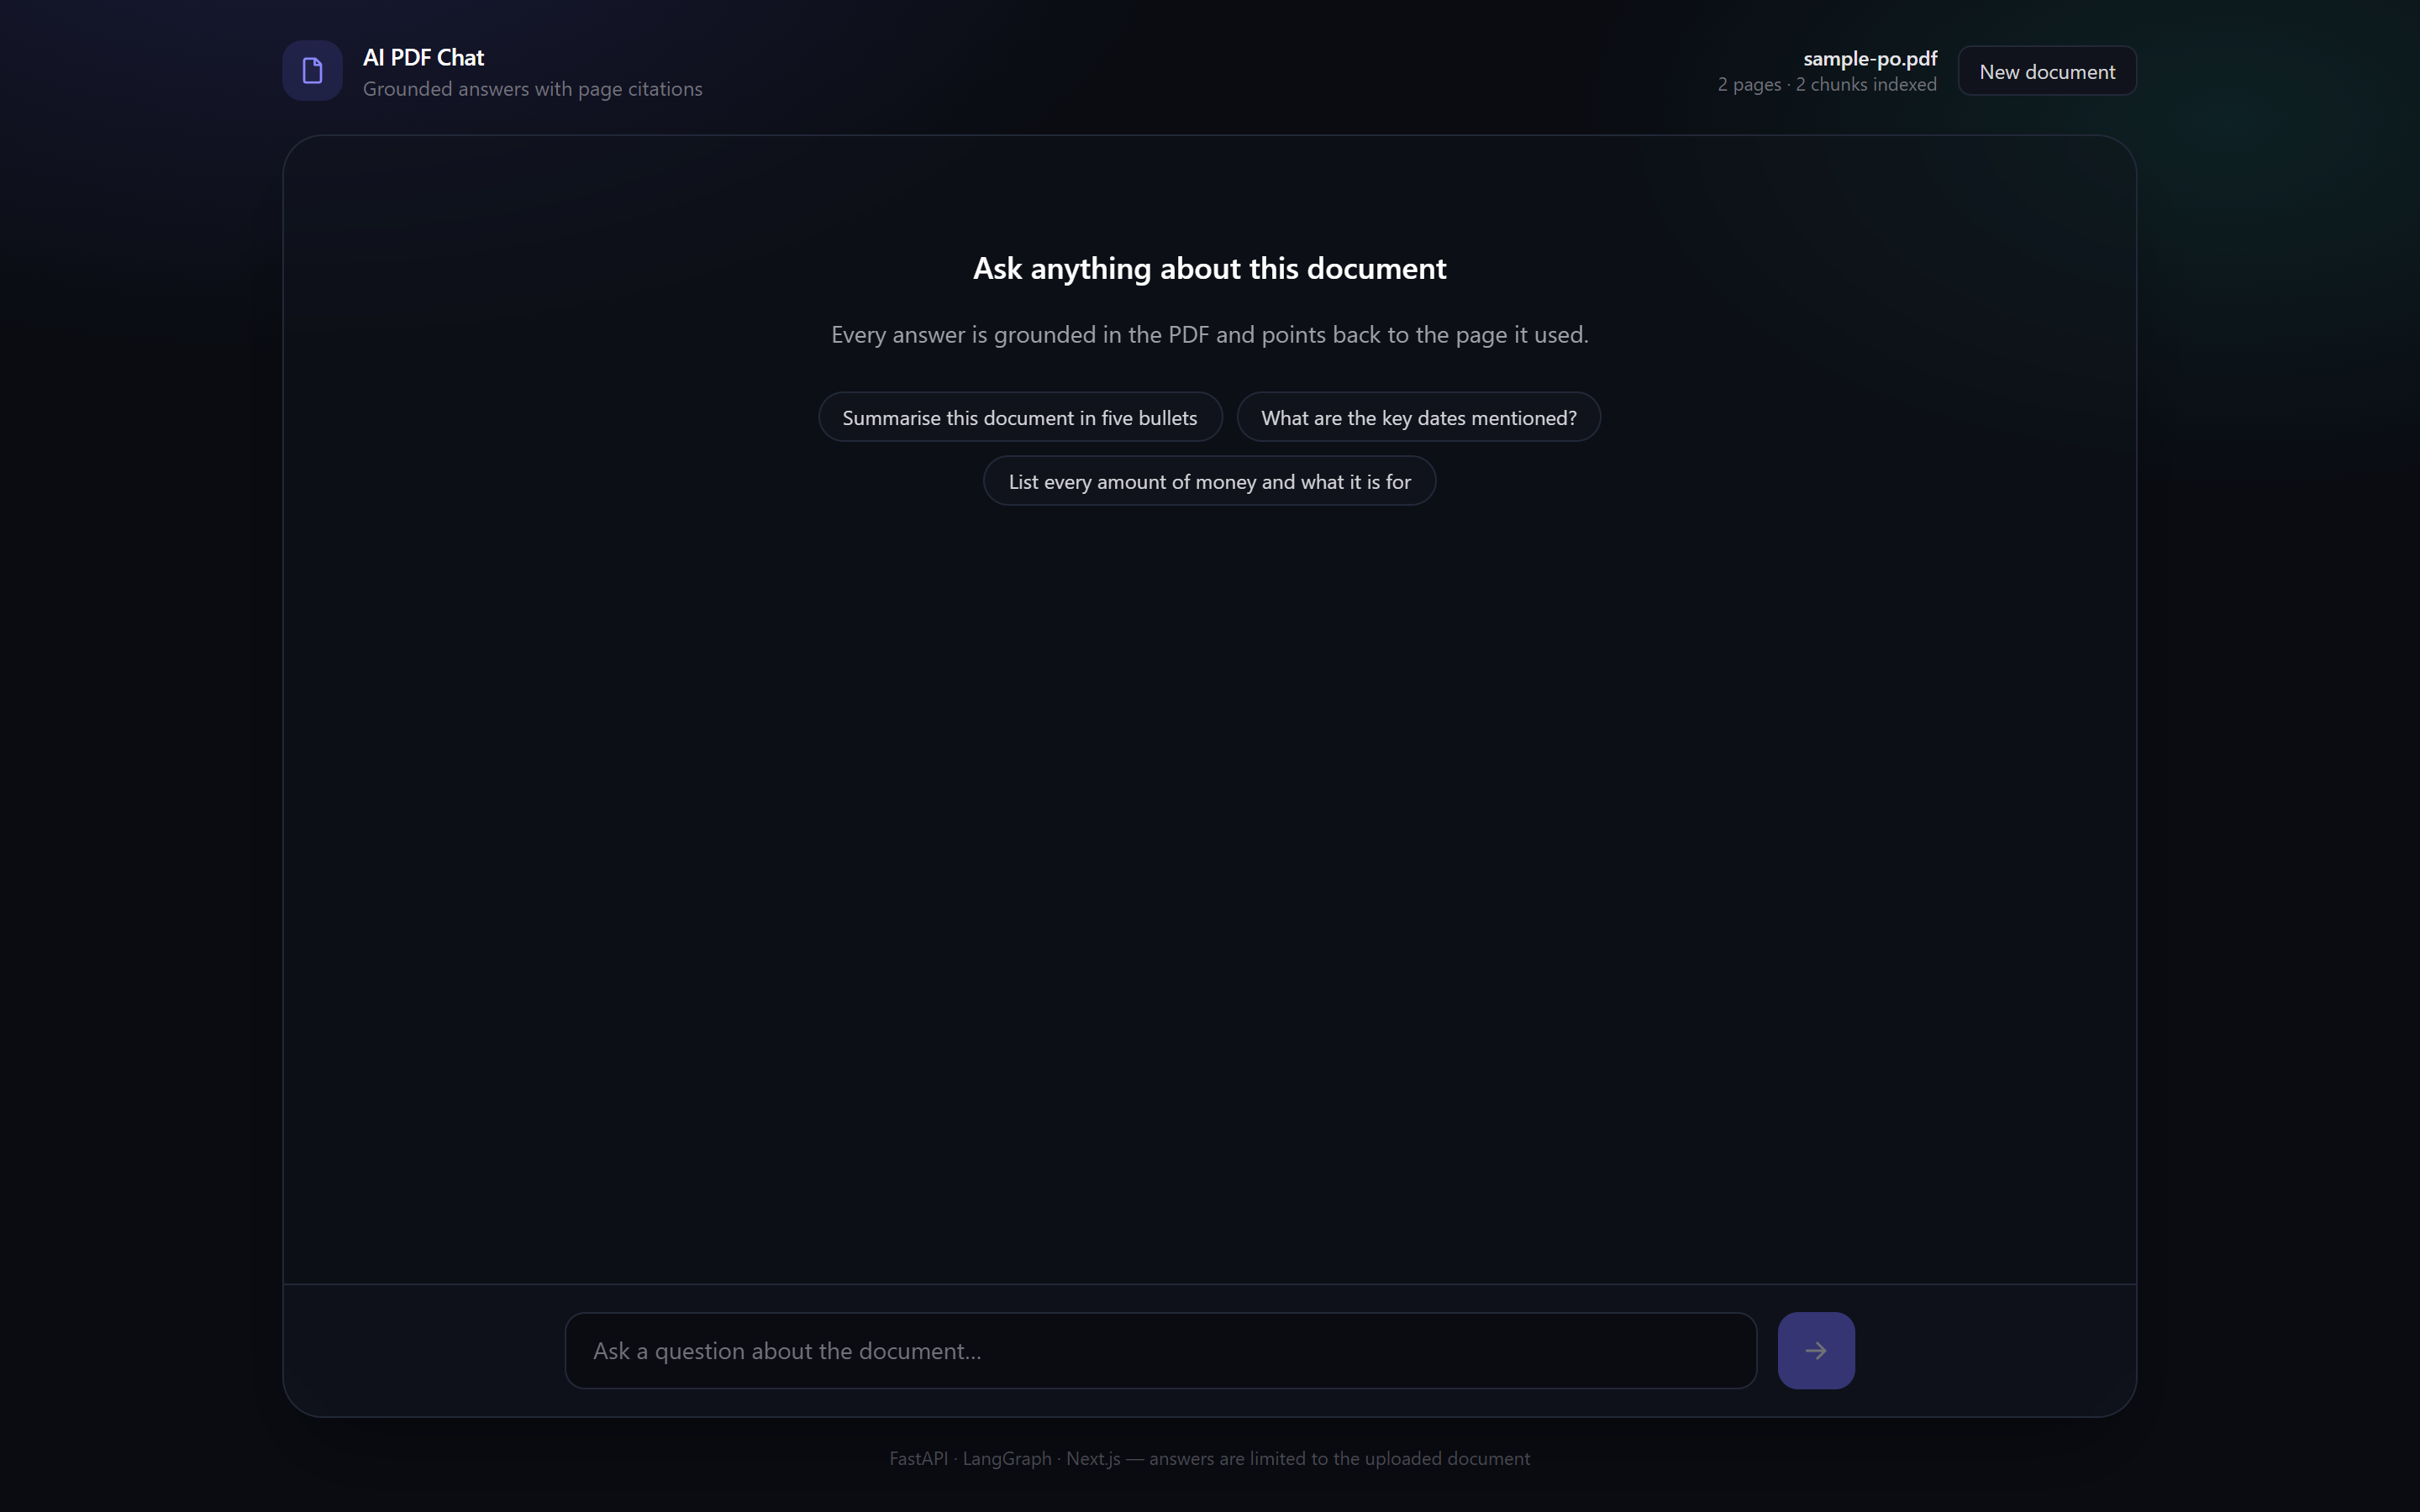 AI PDF Chat
Grounded answers with page citations
sample-po.pdf
2 pages · 2 chunks indexed
New document
Ask anything about this document
Every answer is grounded in the PDF and points back to the page it used.
Summarise this document in five bullets
What are the key dates mentioned?
List every amount of money and what it is for
Ask a question about the document...
FastAPI · LangGraph · Next.js — answers are limited to the uploaded document